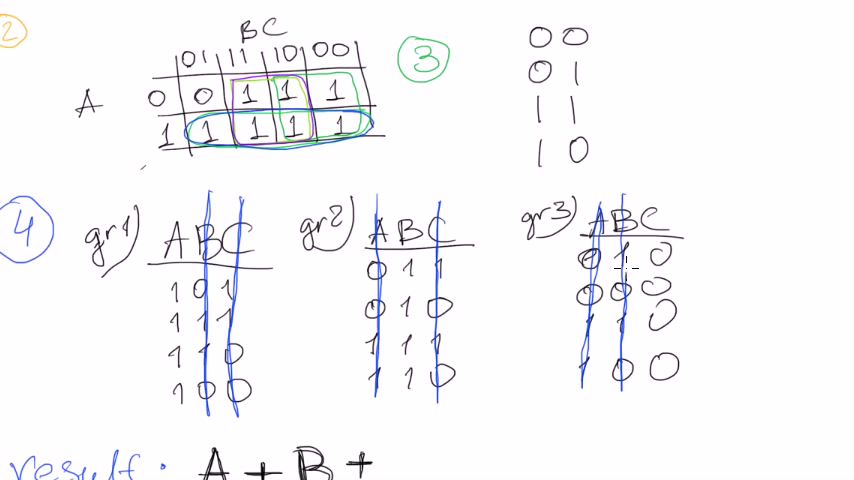 2
BC
01 11 10 00
A 0 0 1 1 1
1 1 1 1 1
3
0 0
0 1
1 1
1 0
4
gr1) A B C
1 0 1
1 1 1
1 1 0
1 0 0
gr2) A B C
0 1 1
0 1 0
1 1 1
1 1 0
gr3) A B C
0 1 0
0 0 0
1 1 0
1 0 0
result: A + B +